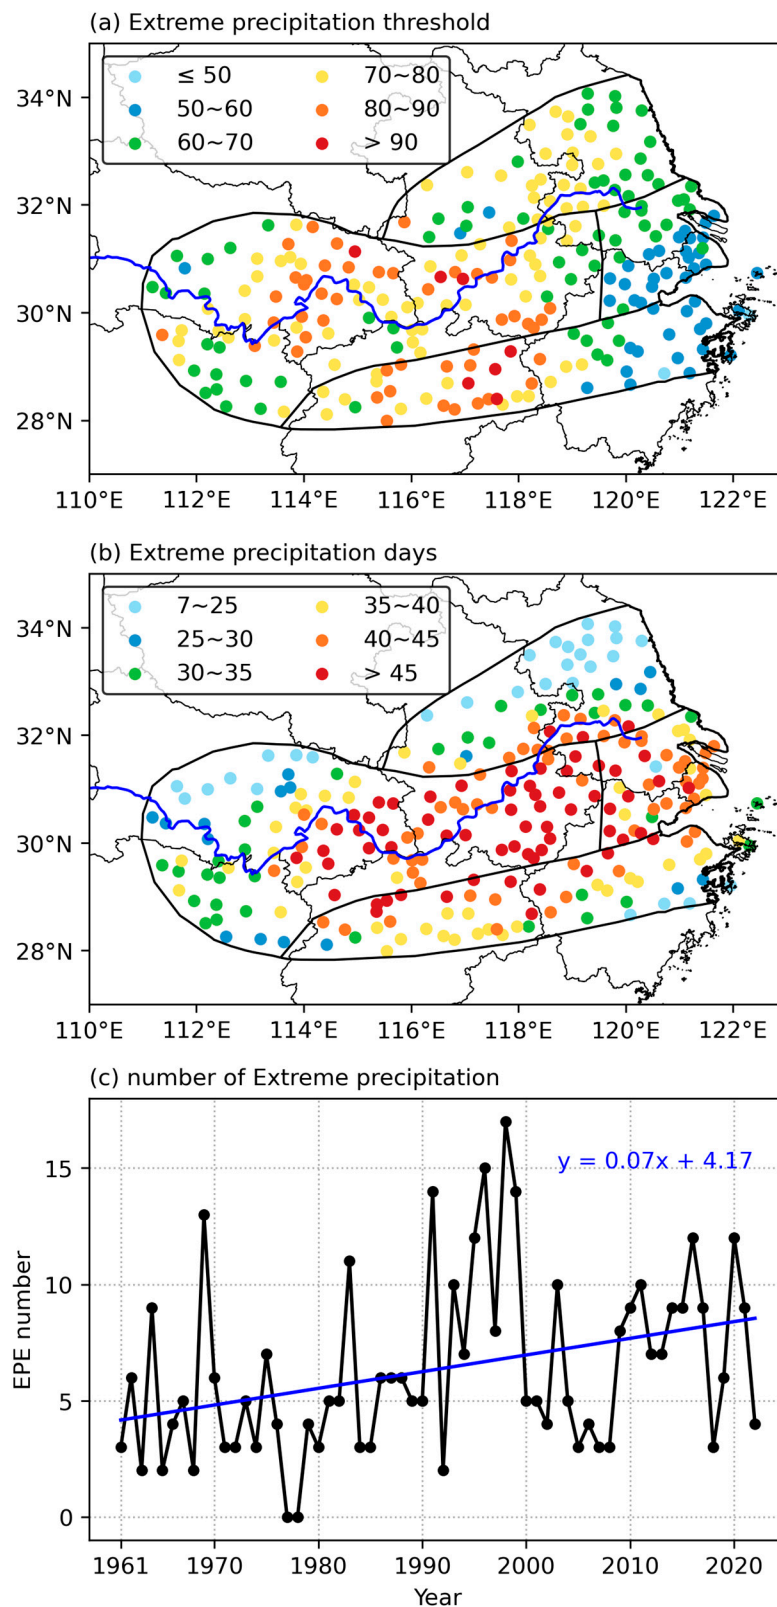 (a) Extreme precipitation threshold
≤ 50
70~80
50~60
80~90
60~70
> 90
34°N
32°N
30°N
28°N
110°E 112°E 114°E 116°E 118°E 120°E 122°E
(b) Extreme precipitation days
7~25
35~40
25~30
40~45
30~35
> 45
34°N
32°N
30°N
28°N
110°E 112°E 114°E 116°E 118°E 120°E 122°E
(c) number of Extreme precipitation
y = 0.07x + 4.17
EPE number
15
10
5
0
1961 1970 1980 1990 2000 2010 2020
Year